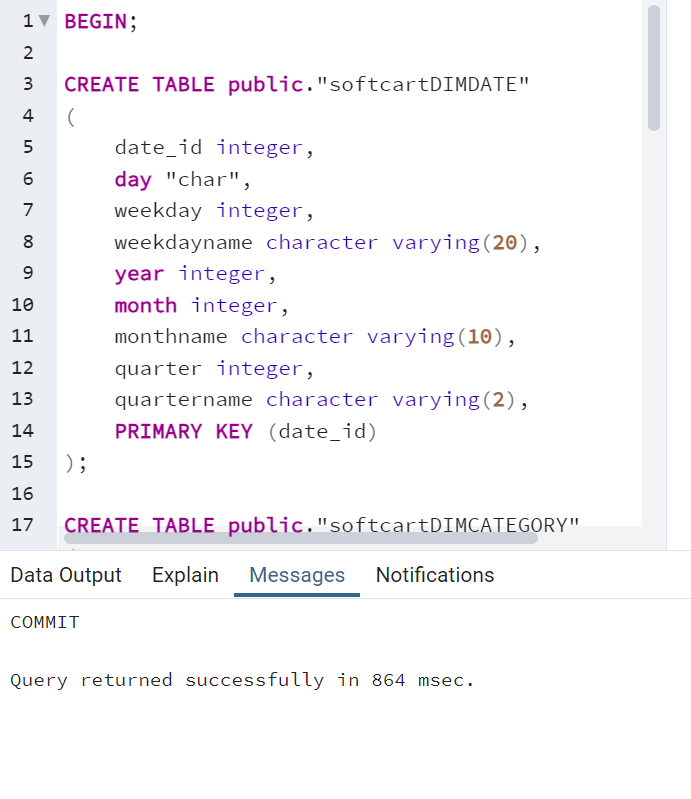 1 BEGIN;
2
3 CREATE TABLE public."softcartDIMDATE"
4 (
5 date_id integer,
6 day "char",
7 weekday integer,
8 weekdayname character varying(20),
9 year integer,
10 month integer,
11 monthname character varying(10),
12 quarter integer,
13 quartername character varying(2),
14 PRIMARY KEY (date_id)
15 );
16
17 CREATE TABLE public."softcartDIMCATEGORY"
Data Output Explain Messages Notifications
COMMIT
Query returned successfully in 864 msec.